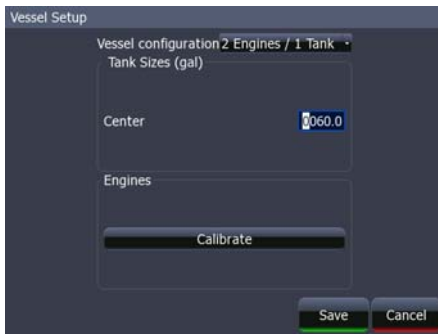 Vessel Setup
Vessel configuration 2 Engines / 1 Tank
Tank Sizes (gal)
Center 0060.0
Engines
Calibrate
Save Cancel